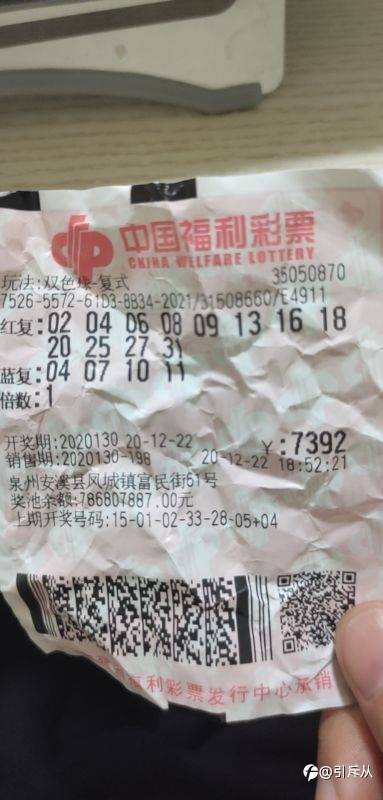 中国福利彩票
CHINA WELFARE LOTTERY
玩法:双色球-复式 35050870
7526-5572-61D3-8B34-2021/31508660/E4911
红复:02 04 06 08 09 13 16 18
20 25 27 31
蓝复:04 07 10 11
倍数:1
开奖期:2020130 20-12-22 ¥:7392
销售期:2020130-198 20-12-22 18:52:21
泉州安溪县凤城镇富民街61号
奖池余额:786807887.00元
上期开奖号码:15-01-02-33-28-05+04
福利彩票发行中心承销
@引斥从